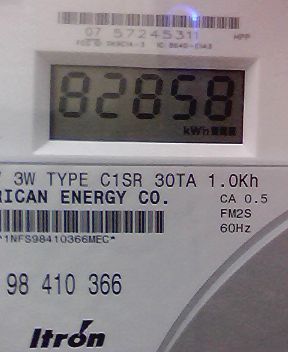 07 57245311
MPP
82858
kWh
V 3W TYPE C1SR 30TA 1.0Kh
RICAN ENERGY CO.
CA 0.5
FM2S
60Hz
*1NFS98410366MEC*
98 410 366
Itron